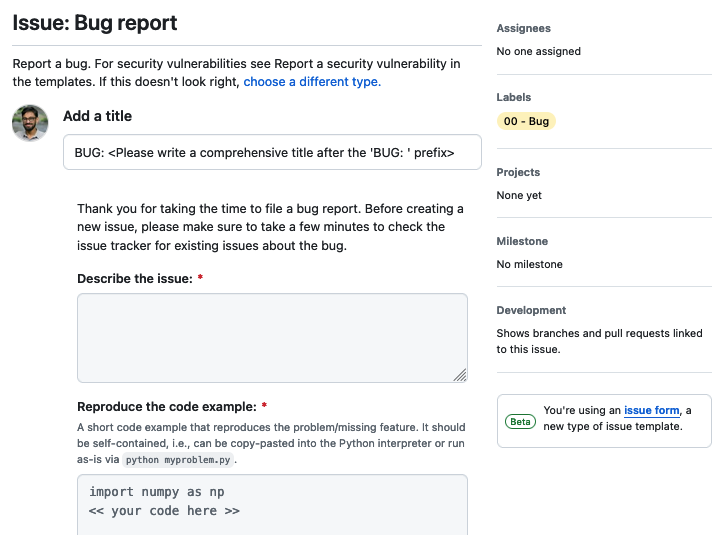 Issue: Bug report
Report a bug. For security vulnerabilities see Report a security vulnerability in
the templates. If this doesn't look right, choose a different type.
Add a title
BUG: <Please write a comprehensive title after the 'BUG: ' prefix>
Thank you for taking the time to file a bug report. Before creating a
new issue, please make sure to take a few minutes to check the
issue tracker for existing issues about the bug.
Describe the issue: *
Reproduce the code example: *
A short code example that reproduces the problem/missing feature. It should
be self-contained, i.e., can be copy-pasted into the Python interpreter or run
as-is via python myproblem.py.
import numpy as np
<< your code here >>
Assignees
No one assigned
Labels
00 - Bug
Projects
None yet
Milestone
No milestone
Development
Shows branches and pull requests linked
to this issue.
Beta
You're using an issue form, a
new type of issue template.